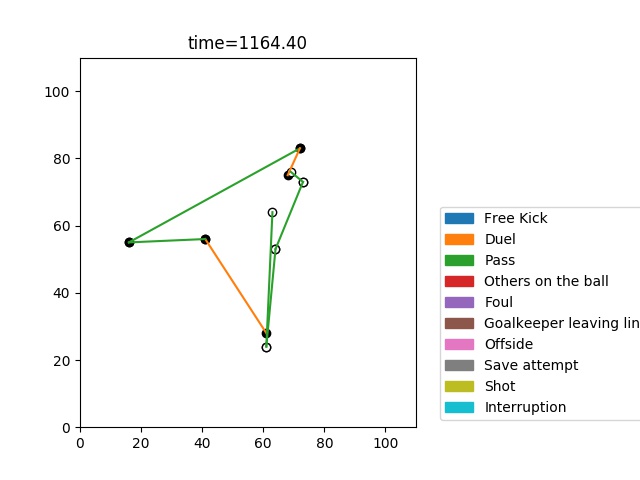 time=1164.40
100
80
60
40
20
0
0 20 40 60 80 100
Free Kick
Duel
Pass
Others on the ball
Foul
Goalkeeper leaving lin
Offside
Save attempt
Shot
Interruption